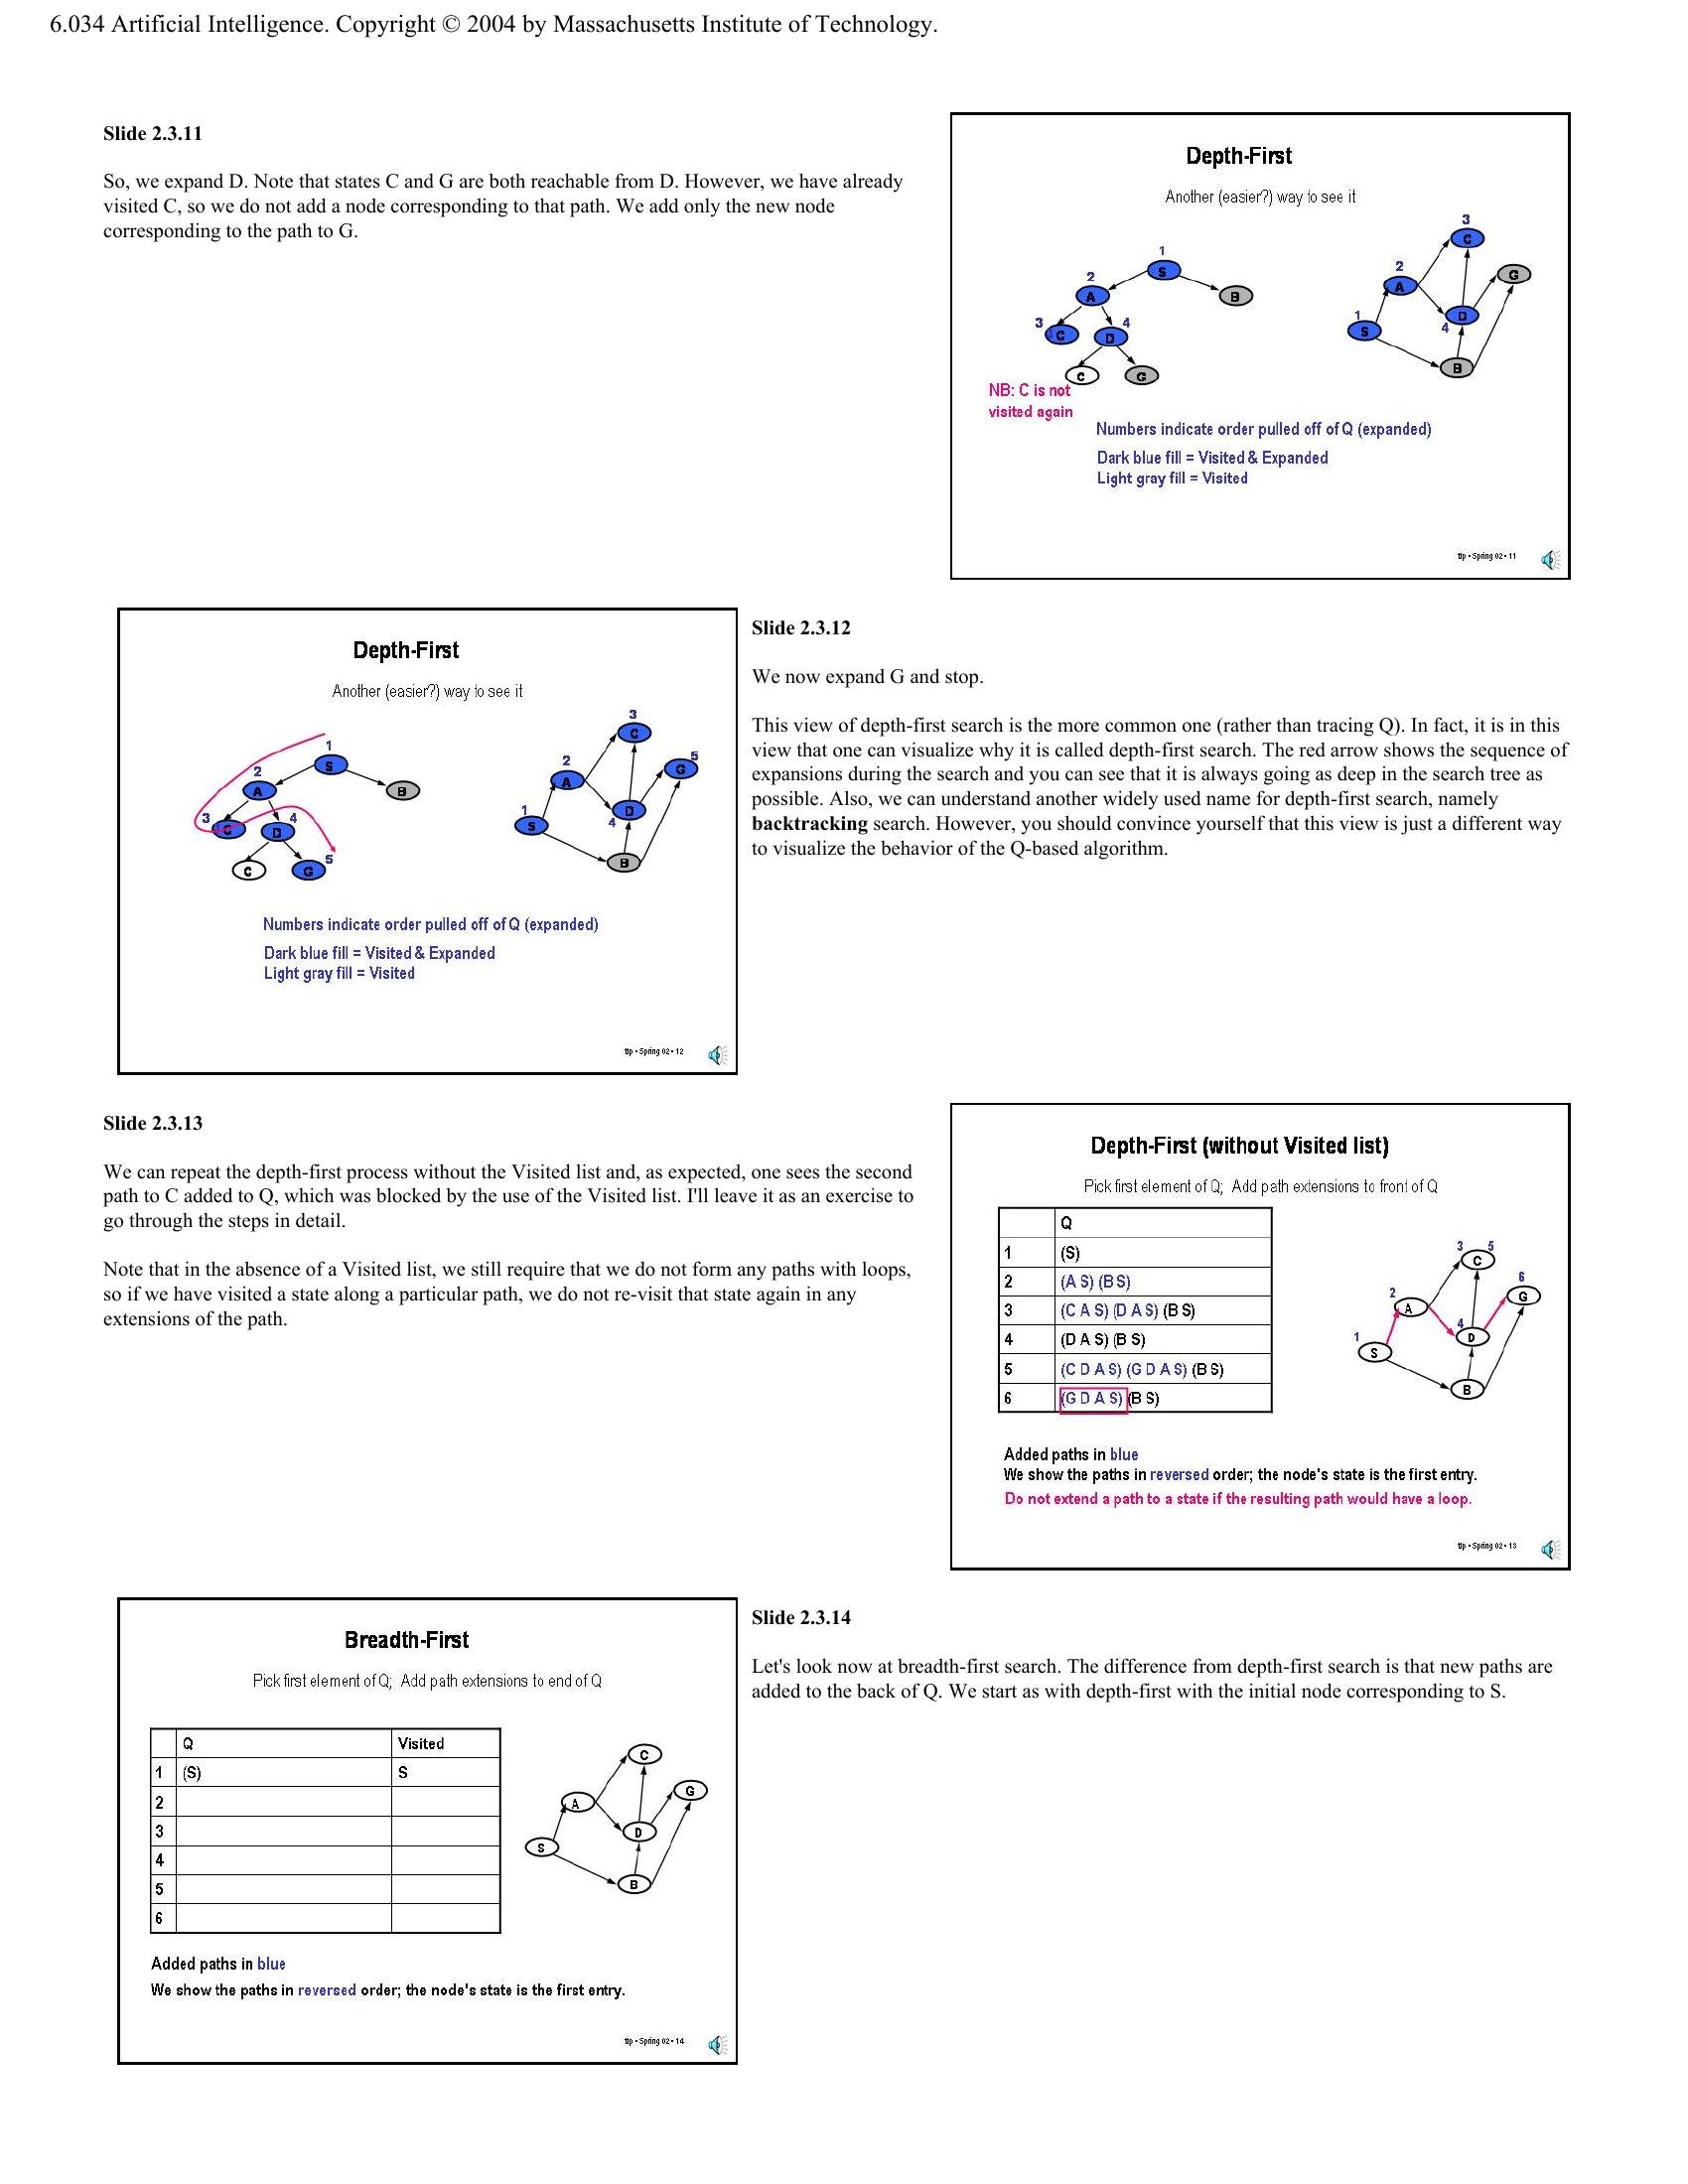 6.034 Artificial Intelligence. Copyright © 2004 by Massachusetts Institute of Technology.
Slide 2.3.11
So, we expand D. Note that states C and G are both reachable from D. However, we have already
visited C, so we do not add a node corresponding to that path. We add only the new node
corresponding to the path to G.
Depth-First
Another (easier?) way to see it
1
S
2
A
B
3
C
4
D
C
G
NB: C is not
visited again
3
C
2
A
G
1
S
D
4
B
Numbers indicate order pulled off of Q (expanded)
Dark blue fill = Visited & Expanded
Light gray fill = Visited
tlp • Spring 02 • 11
Depth-First
Another (easier?) way to see it
1
S
2
A
B
3
C
4
D
C
G
5
3
C
2
A
G
5
1
S
D
4
B
Numbers indicate order pulled off of Q (expanded)
Dark blue fill = Visited & Expanded
Light gray fill = Visited
tlp • Spring 02 • 12
Slide 2.3.12
We now expand G and stop.
This view of depth-first search is the more common one (rather than tracing Q). In fact, it is in this
view that one can visualize why it is called depth-first search. The red arrow shows the sequence of
expansions during the search and you can see that it is always going as deep in the search tree as
possible. Also, we can understand another widely used name for depth-first search, namely
backtracking search. However, you should convince yourself that this view is just a different way
to visualize the behavior of the Q-based algorithm.
Slide 2.3.13
We can repeat the depth-first process without the Visited list and, as expected, one sees the second
path to C added to Q, which was blocked by the use of the Visited list. I'll leave it as an exercise to
go through the steps in detail.
Note that in the absence of a Visited list, we still require that we do not form any paths with loops,
so if we have visited a state along a particular path, we do not re-visit that state again in any
extensions of the path.
Depth-First (without Visited list)
Pick first element of Q; Add path extensions to front of Q
Q
1 (S)
2 (A S) (B S)
3 (C A S) (D A S) (B S)
4 (D A S) (B S)
5 (C D A S) (G D A S) (B S)
6 (G D A S) (B S)
3 5
C
6
G
2
A
4
D
1
S
B
Added paths in blue
We show the paths in reversed order; the node's state is the first entry.
Do not extend a path to a state if the resulting path would have a loop.
tlp • Spring 02 • 13
Breadth-First
Pick first element of Q; Add path extensions to end of Q
Q Visited
1 (S) S
2
3
4
5
6
C
G
A
D
S
B
Added paths in blue
We show the paths in reversed order; the node's state is the first entry.
tlp • Spring 02 • 14
Slide 2.3.14
Let's look now at breadth-first search. The difference from depth-first search is that new paths are
added to the back of Q. We start as with depth-first with the initial node corresponding to S.